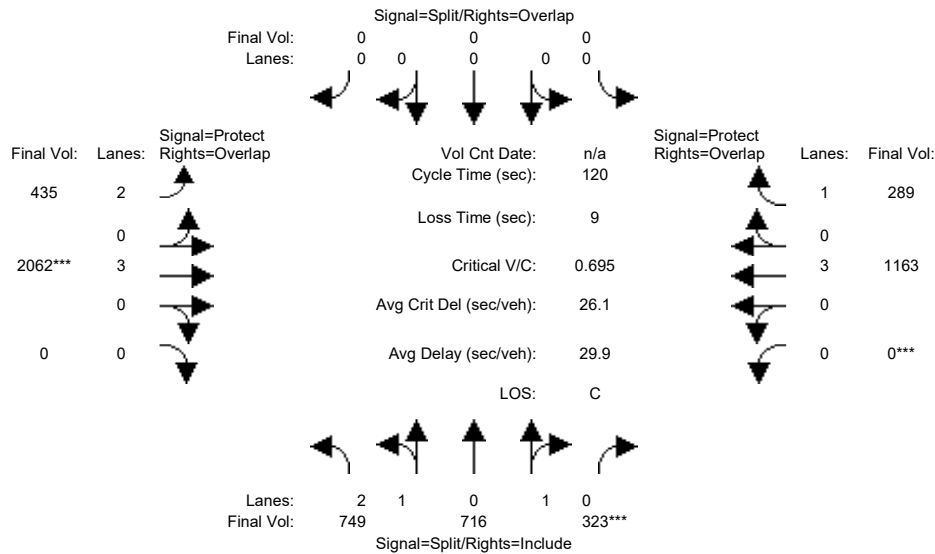 Signal=Split/Rights=Overlap
Final Vol: 0 0 0
Lanes: 0 0 0 0 0
Signal=Protect Signal=Protect
Final Vol: Lanes: Rights=Overlap Vol Cnt Date: n/a Rights=Overlap Lanes: Final Vol:
Cycle Time (sec): 120
435 2 1 289
Loss Time (sec): 9
0 0
2062*** 3 Critical V/C: 0.695 3 1163
0 Avg Crit Del (sec/veh): 26.1 0
0 0 Avg Delay (sec/veh): 29.9 0 0***
LOS: C
Lanes: 2 1 0 1 0
Final Vol: 749 716 323***
Signal=Split/Rights=Include